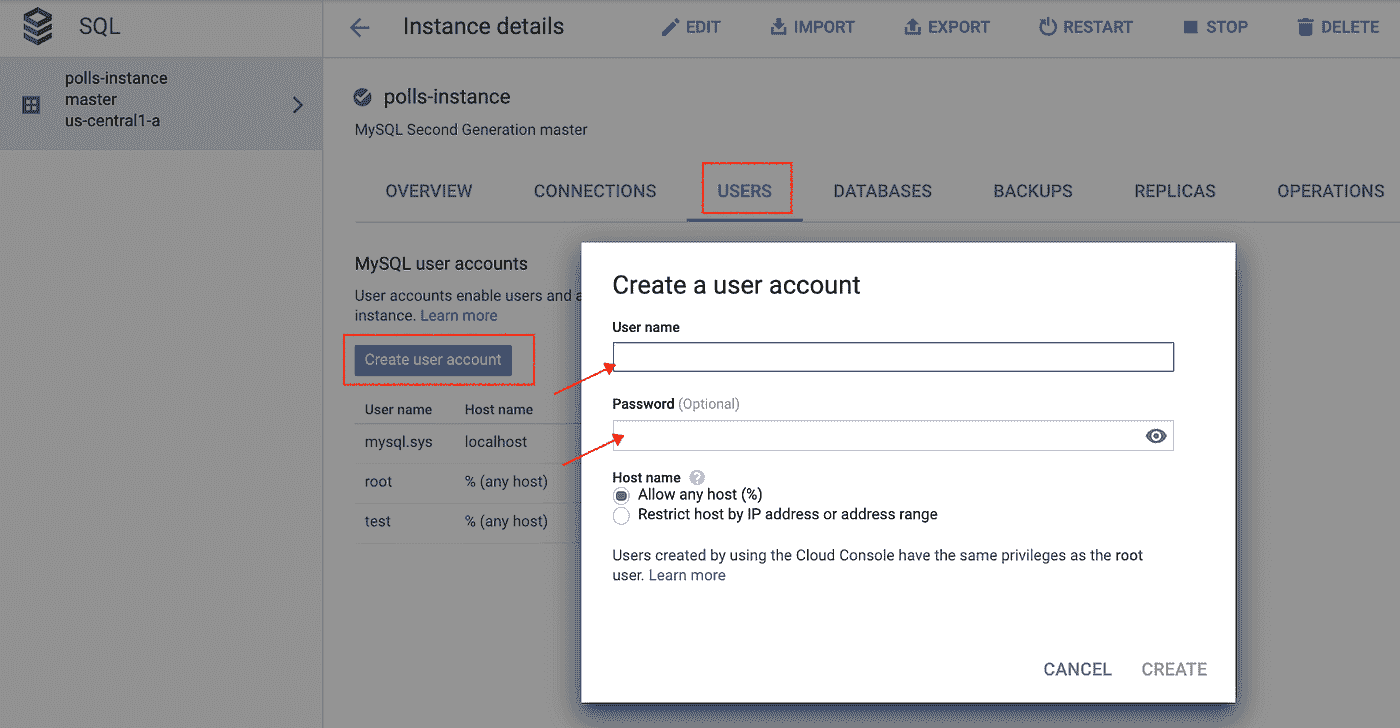 SQL
Instance details
EDIT
IMPORT
EXPORT
RESTART
STOP
DELETE
polls-instance
master
us-central1-a
polls-instance
MySQL Second Generation master
OVERVIEW
CONNECTIONS
USERS
DATABASES
BACKUPS
REPLICAS
OPERATIONS
MySQL user accounts
User accounts enable users and a
instance. Learn more
Create user account
User name Host name
mysql.sys localhost
root % (any host)
test % (any host)
Create a user account
User name
Password (Optional)
Host name ?
Allow any host (%)
Restrict host by IP address or address range
Users created by using the Cloud Console have the same privileges as the root
user. Learn more
CANCEL
CREATE